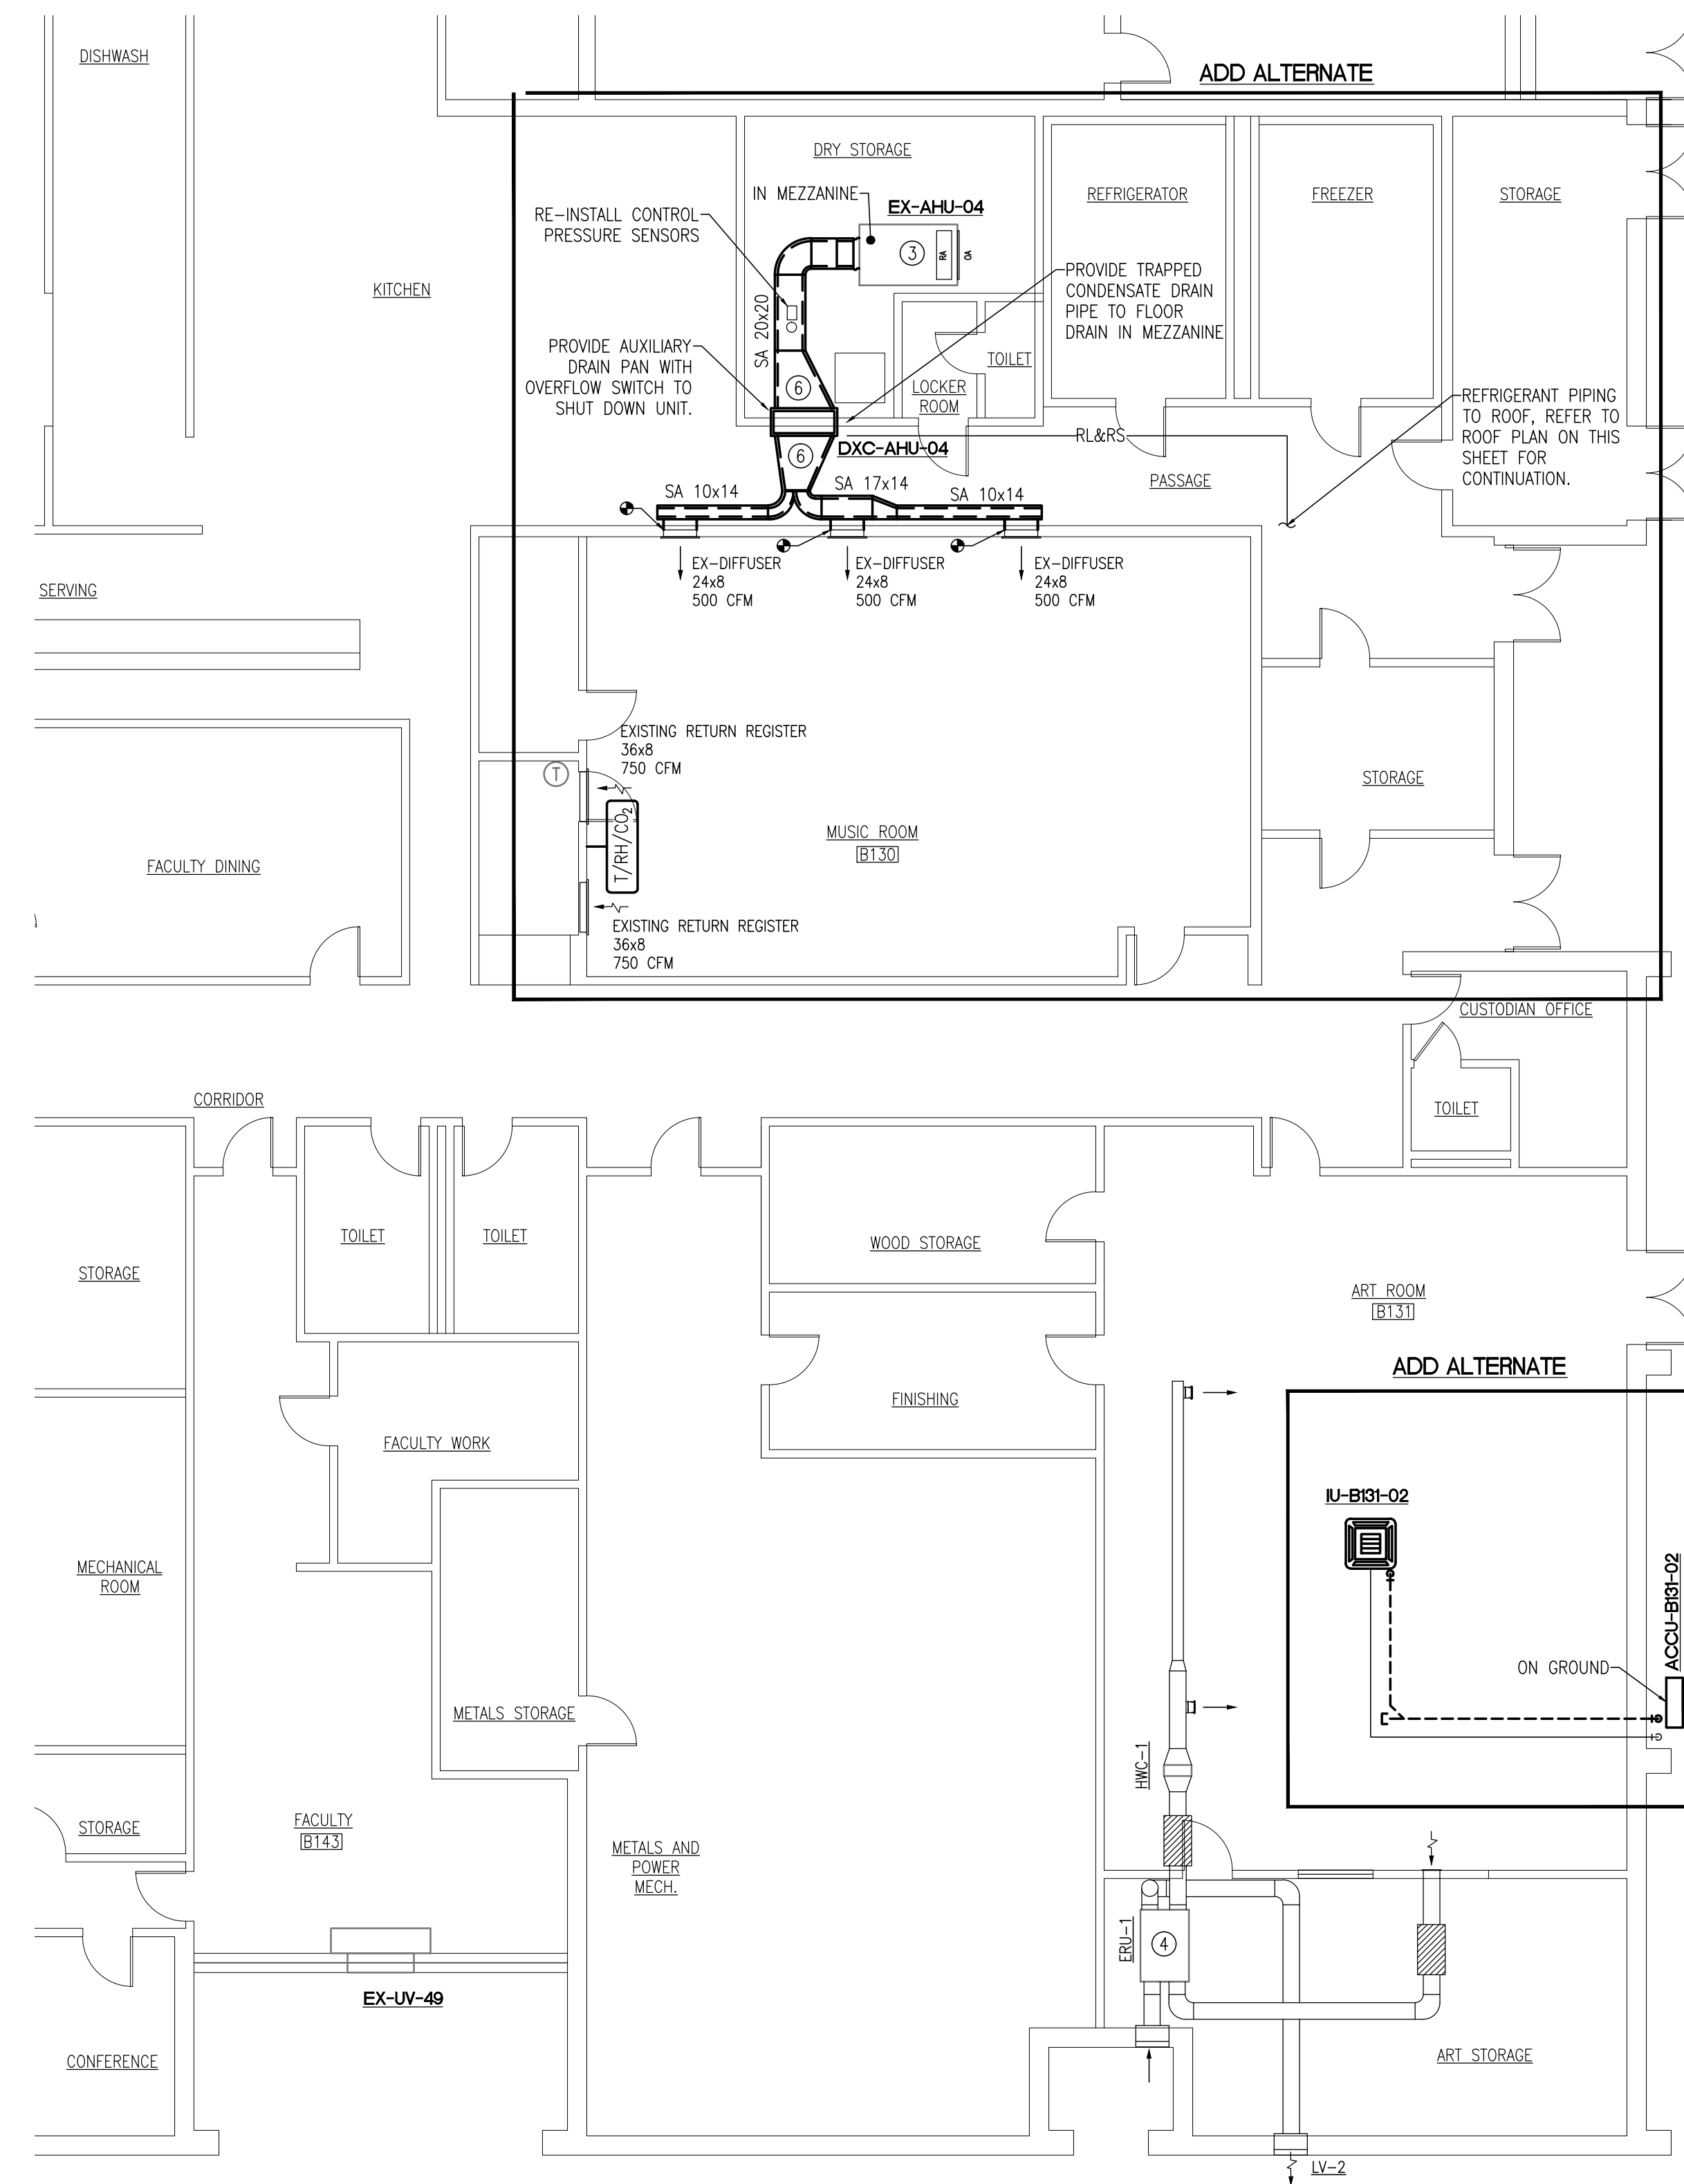 DISHWASH
ADD ALTERNATE
DRY STORAGE
IN MEZZANINE
EX-AHU-04
REFRIGERATOR
FREEZER
STORAGE
RE-INSTALL CONTROL
PRESSURE SENSORS
3
RA
OA
KITCHEN
SA 20x20
PROVIDE TRAPPED
CONDENSATE DRAIN
PIPE TO FLOOR
DRAIN IN MEZZANINE
PROVIDE AUXILIARY
DRAIN PAN WITH
OVERFLOW SWITCH TO
SHUT DOWN UNIT.
6
TOILET
LOCKER
ROOM
REFRIGERANT PIPING
TO ROOF, REFER TO
ROOF PLAN ON THIS
SHEET FOR
CONTINUATION.
RL&RS
6
DXC-AHU-04
PASSAGE
SA 10x14
SA 17x14
SA 10x14
EX-DIFFUSER
24x8
500 CFM
EX-DIFFUSER
24x8
500 CFM
EX-DIFFUSER
24x8
500 CFM
SERVING
EXISTING RETURN REGISTER
36x8
750 CFM
T
T/RH/CO2
STORAGE
MUSIC ROOM
B130
FACULTY DINING
EXISTING RETURN REGISTER
36x8
750 CFM
CUSTODIAN OFFICE
CORRIDOR
TOILET
TOILET
TOILET
WOOD STORAGE
STORAGE
ART ROOM
B131
ADD ALTERNATE
FINISHING
FACULTY WORK
IU-B131-02
MECHANICAL
ROOM
ACCU-B131-02
ON GROUND
METALS STORAGE
HWC-1
STORAGE
FACULTY
B143
METALS AND
POWER
MECH.
ERU-1
4
EX-UV-49
CONFERENCE
ART STORAGE
LV-2